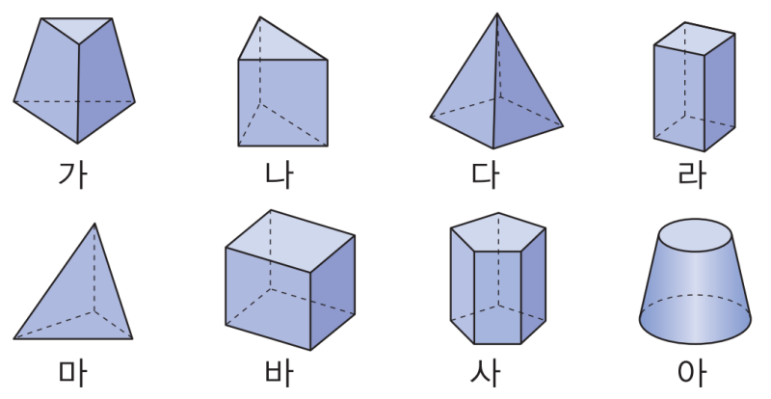 가 나 다 라
마 바 사 아